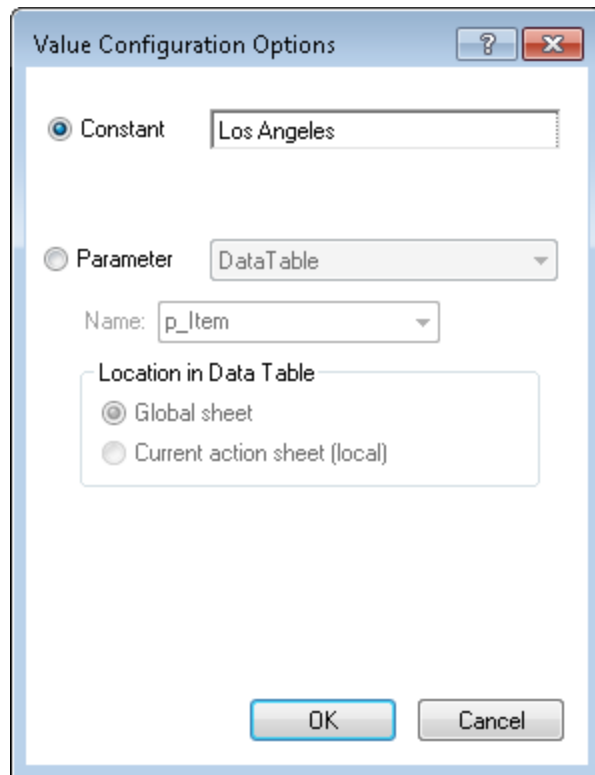 Value Configuration Options ?
Constant Los Angeles
Parameter DataTable
Name: p_Item
Location in Data Table
Global sheet
Current action sheet (local)
OK Cancel